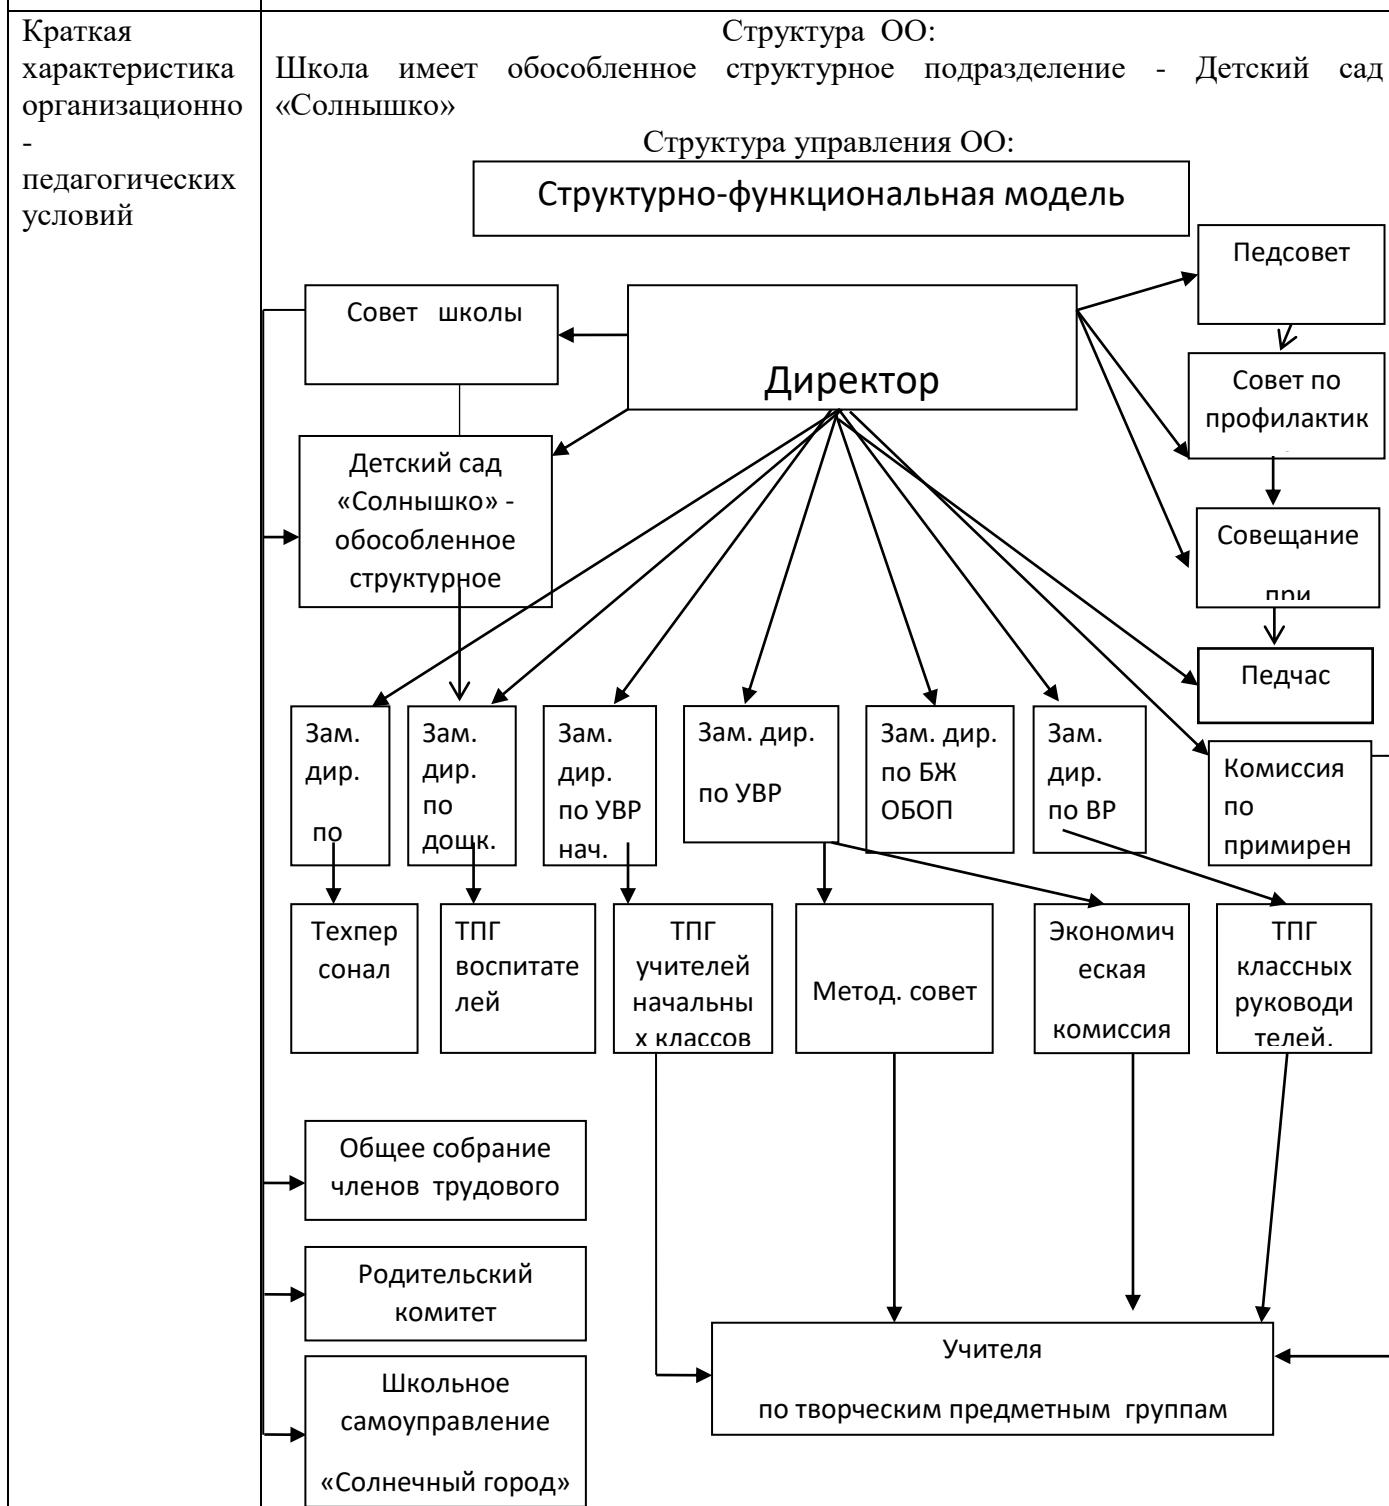 Краткая
характеристика
организационно
-
педагогических
условий
Структура ОО:
Школа имеет обособленное структурное подразделение - Детский сад
«Солнышко»
Структура управления ОО:
Структурно-функциональная модель
Педсовет
Совет школы
Директор
Совет по
профилактик
Детский сад
«Солнышко» -
обособленное
структурное
Совещание
при
Педчас
Зам.
дир.
по
Зам.
дир.
по
дошк.
Зам.
дир.
по УВР
нач.
Зам. дир.
по УВР
Зам. дир.
по БЖ
ОБОП
Зам.
дир.
по ВР
Комиссия
по
примирен
Техпер
сонал
ТПГ
воспитате
лей
ТПГ
учителей
начальны
х классов
Метод. совет
Экономич
еская
комиссия
ТПГ
классных
руководи
телей.
Общее собрание
членов трудового
Родительский
комитет
Учителя
по творческим предметным группам
Школьное
самоуправление
«Солнечный город»